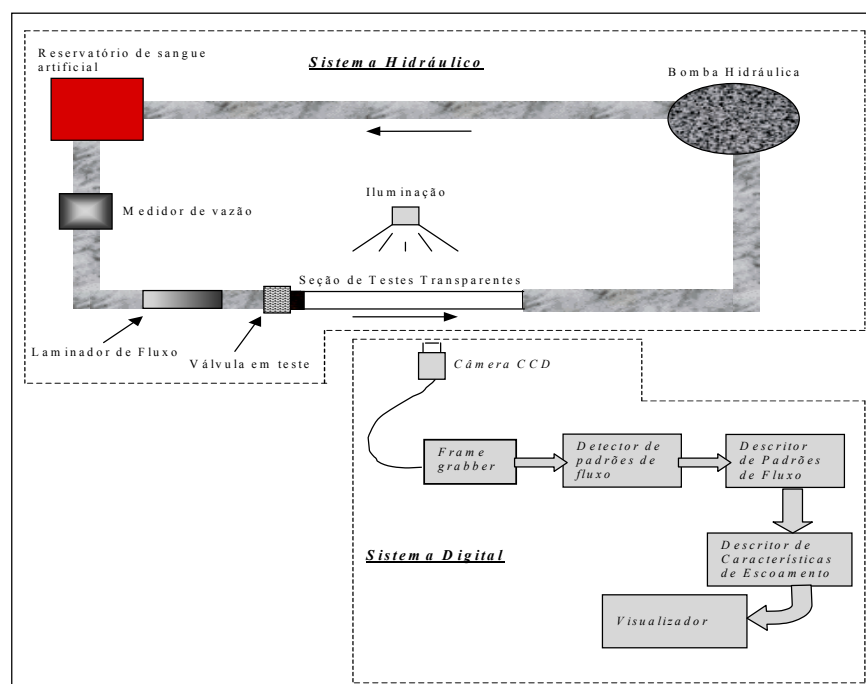 Reservatório de sangue
artificial
Sistema Hidráulico
Bomba Hidráulica
Medidor de vazão
Iluminação
Seção de Testes Transparentes
Laminador de Fluxo
Válvula em teste
Câmera CCD
Frame
grabber
Detector de
padrões de
fluxo
Descritor
de Padrões
de Fluxo
Sistema Digital
Descritor de
Características
de Escoamento
Visualizador